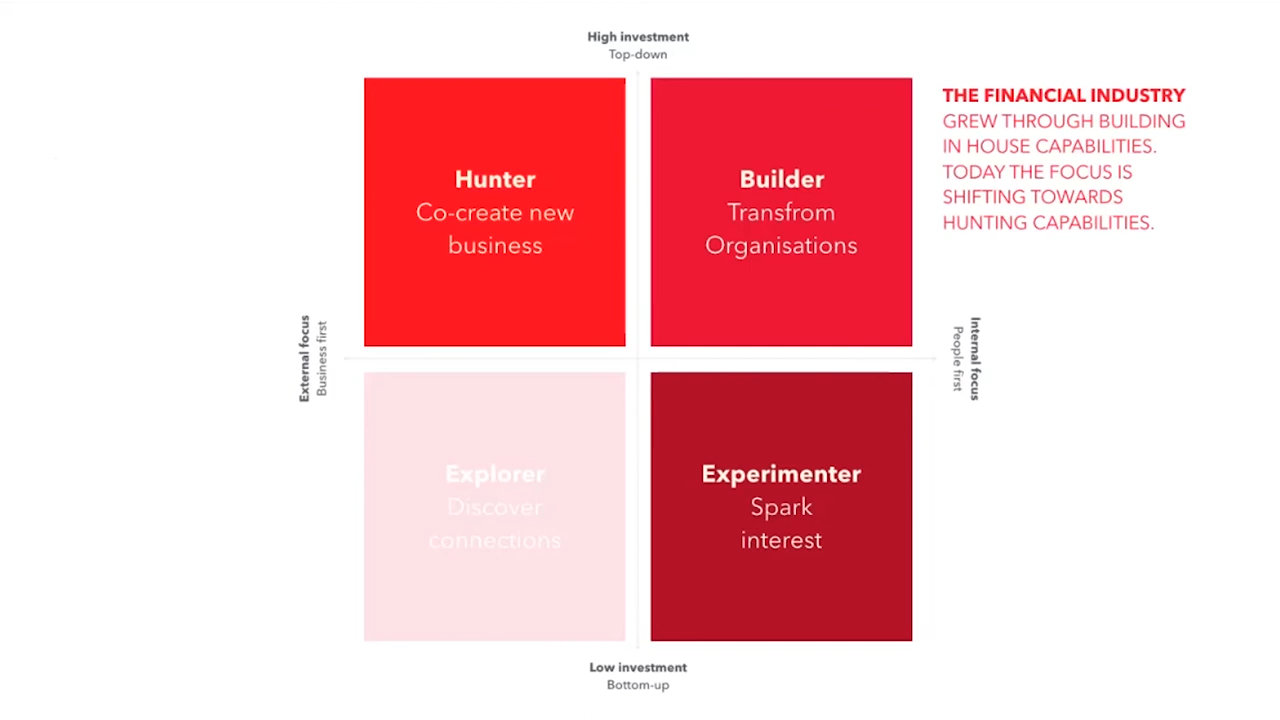 High investment
Top-down
THE FINANCIAL INDUSTRY
GREW THROUGH BUILDING
IN HOUSE CAPABILITIES.
TODAY THE FOCUS IS
SHIFTING TOWARDS
HUNTING CAPABILITIES.
Hunter
Co-create new
business
Builder
Transfrom
Organisations
External focus
Business first
Internal focus
People first
Explorer
Discover
connections
Experimenter
Spark
interest
Low investment
Bottom-up